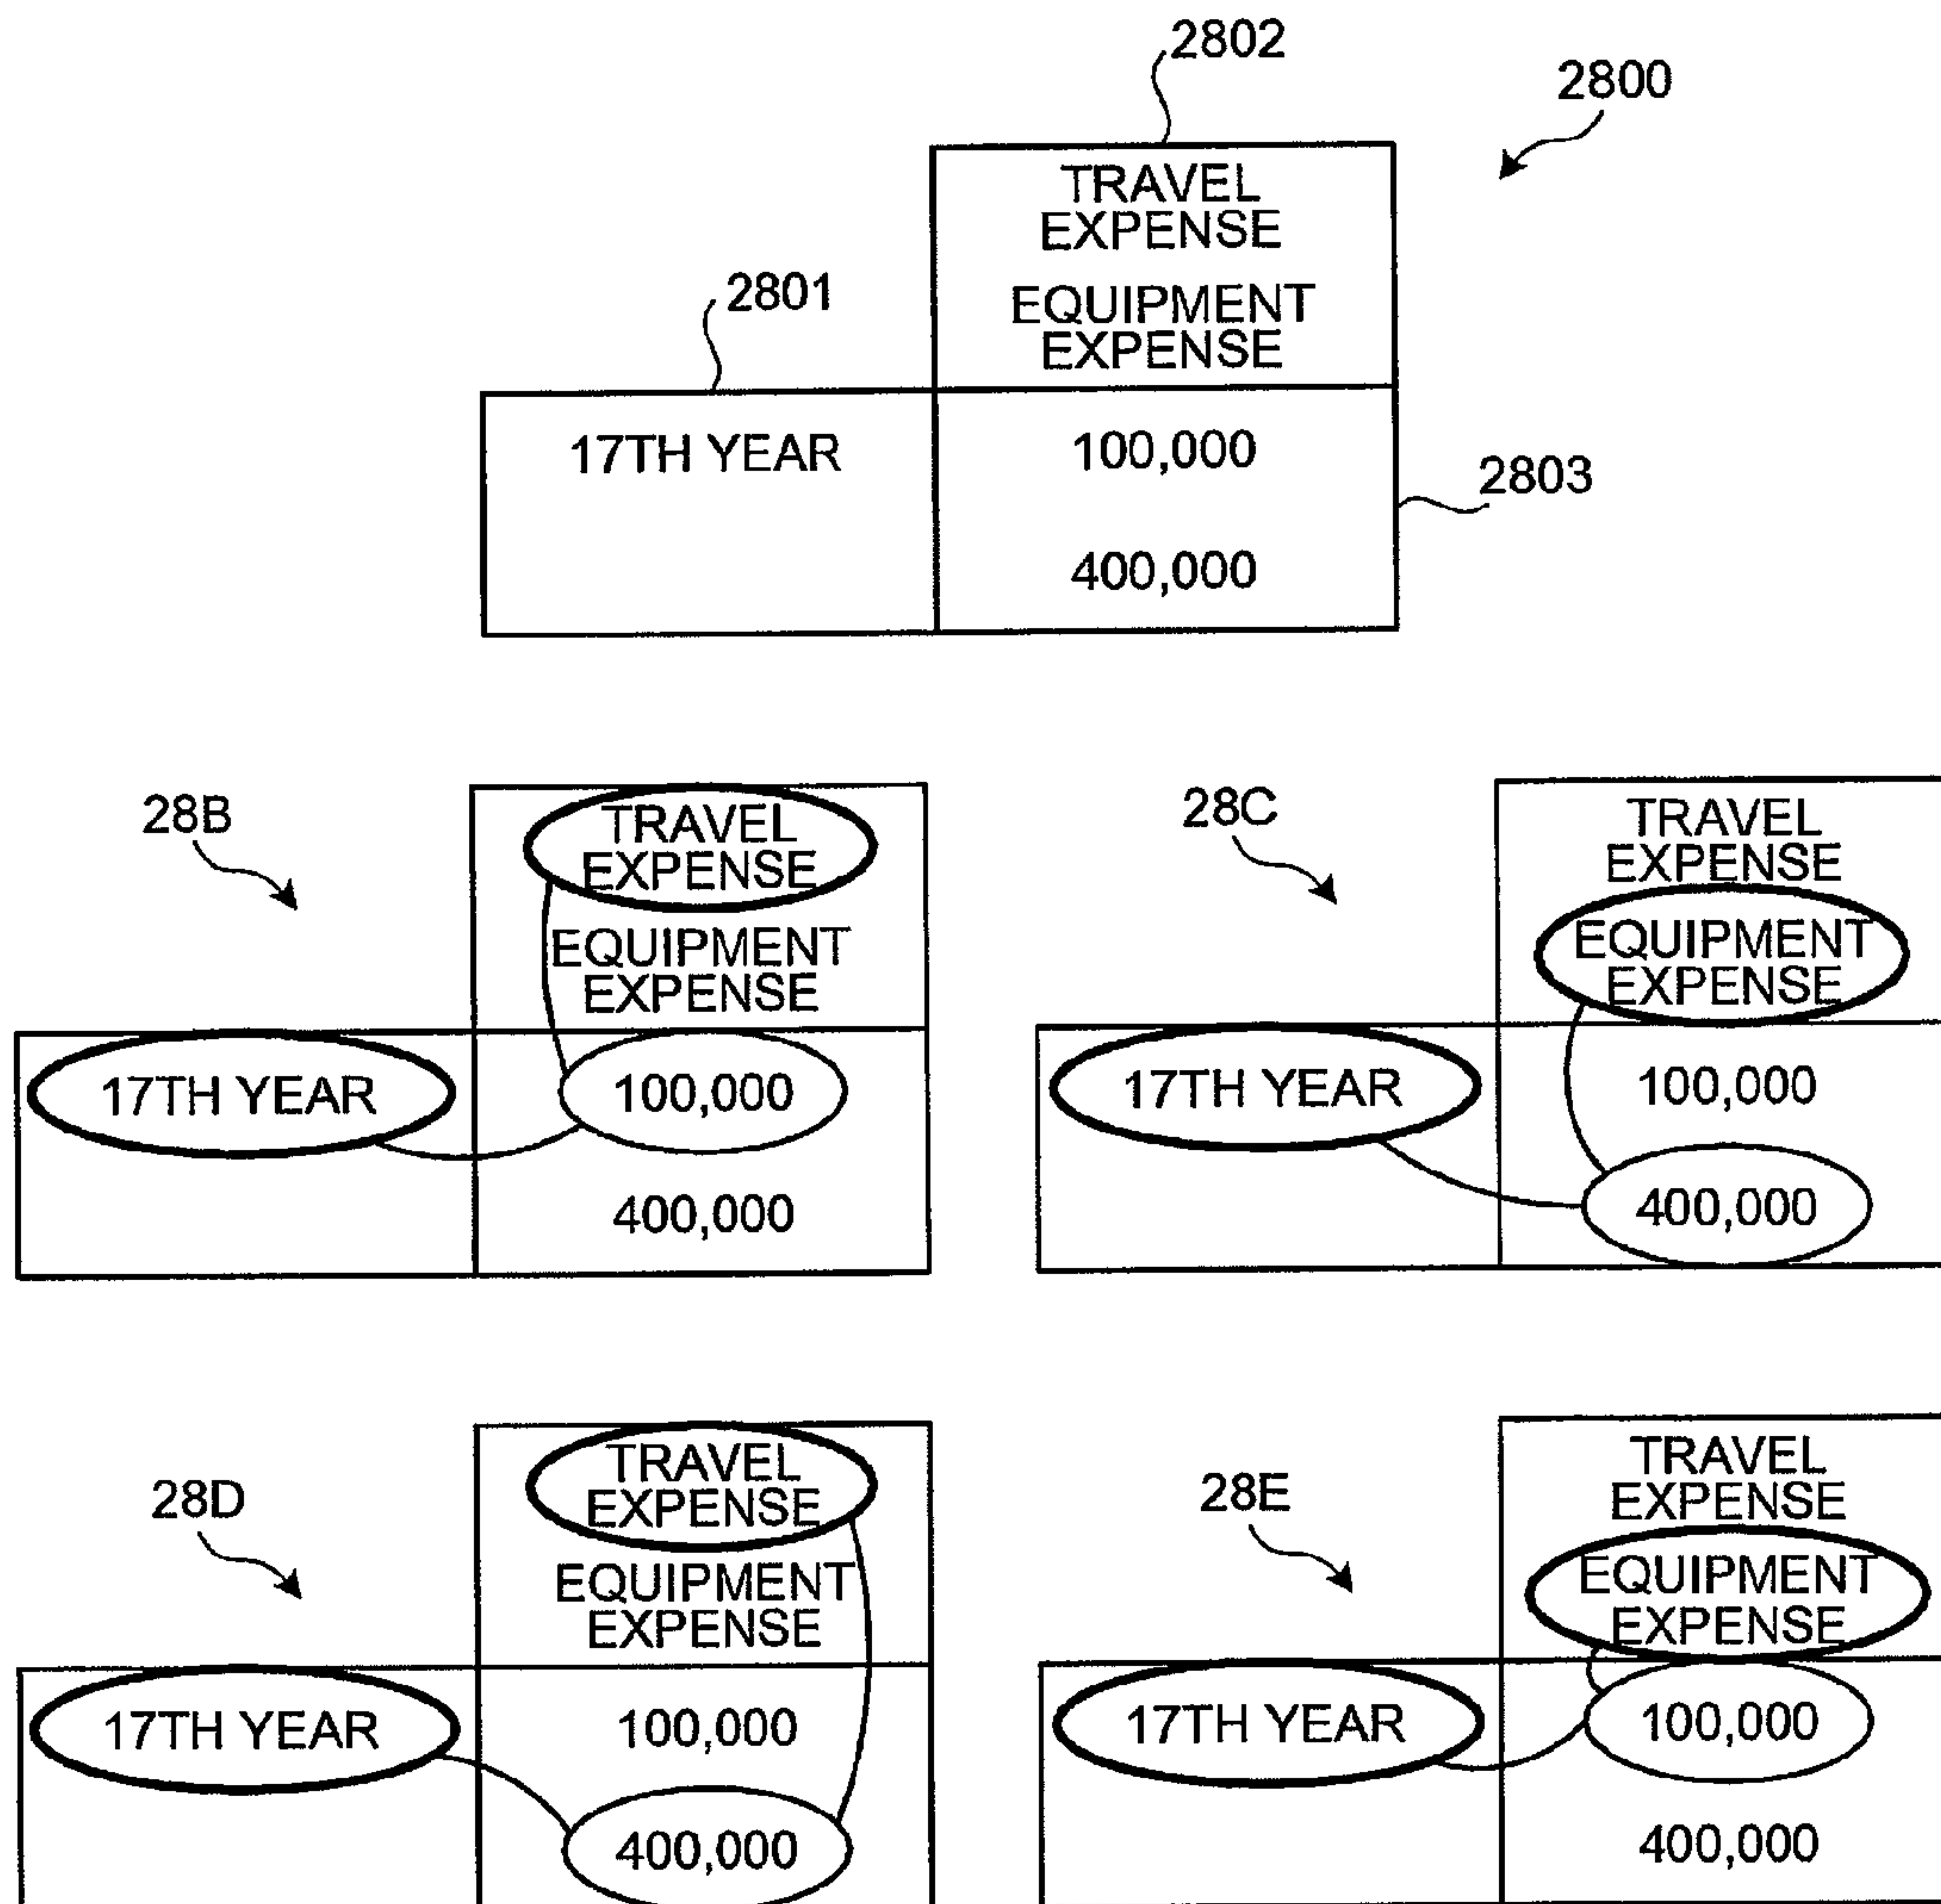 2802
2800
TRAVEL
EXPENSE
2801
EQUIPMENT
EXPENSE
17TH YEAR
100,000
2803
400,000
28B
TRAVEL
EXPENSE
EQUIPMENT
EXPENSE
17TH YEAR
100,000
400,000
28C
TRAVEL
EXPENSE
EQUIPMENT
EXPENSE
17TH YEAR
100,000
400,000
28D
TRAVEL
EXPENSE
EQUIPMENT
EXPENSE
17TH YEAR
100,000
400,000
28E
TRAVEL
EXPENSE
EQUIPMENT
EXPENSE
17TH YEAR
100,000
400,000